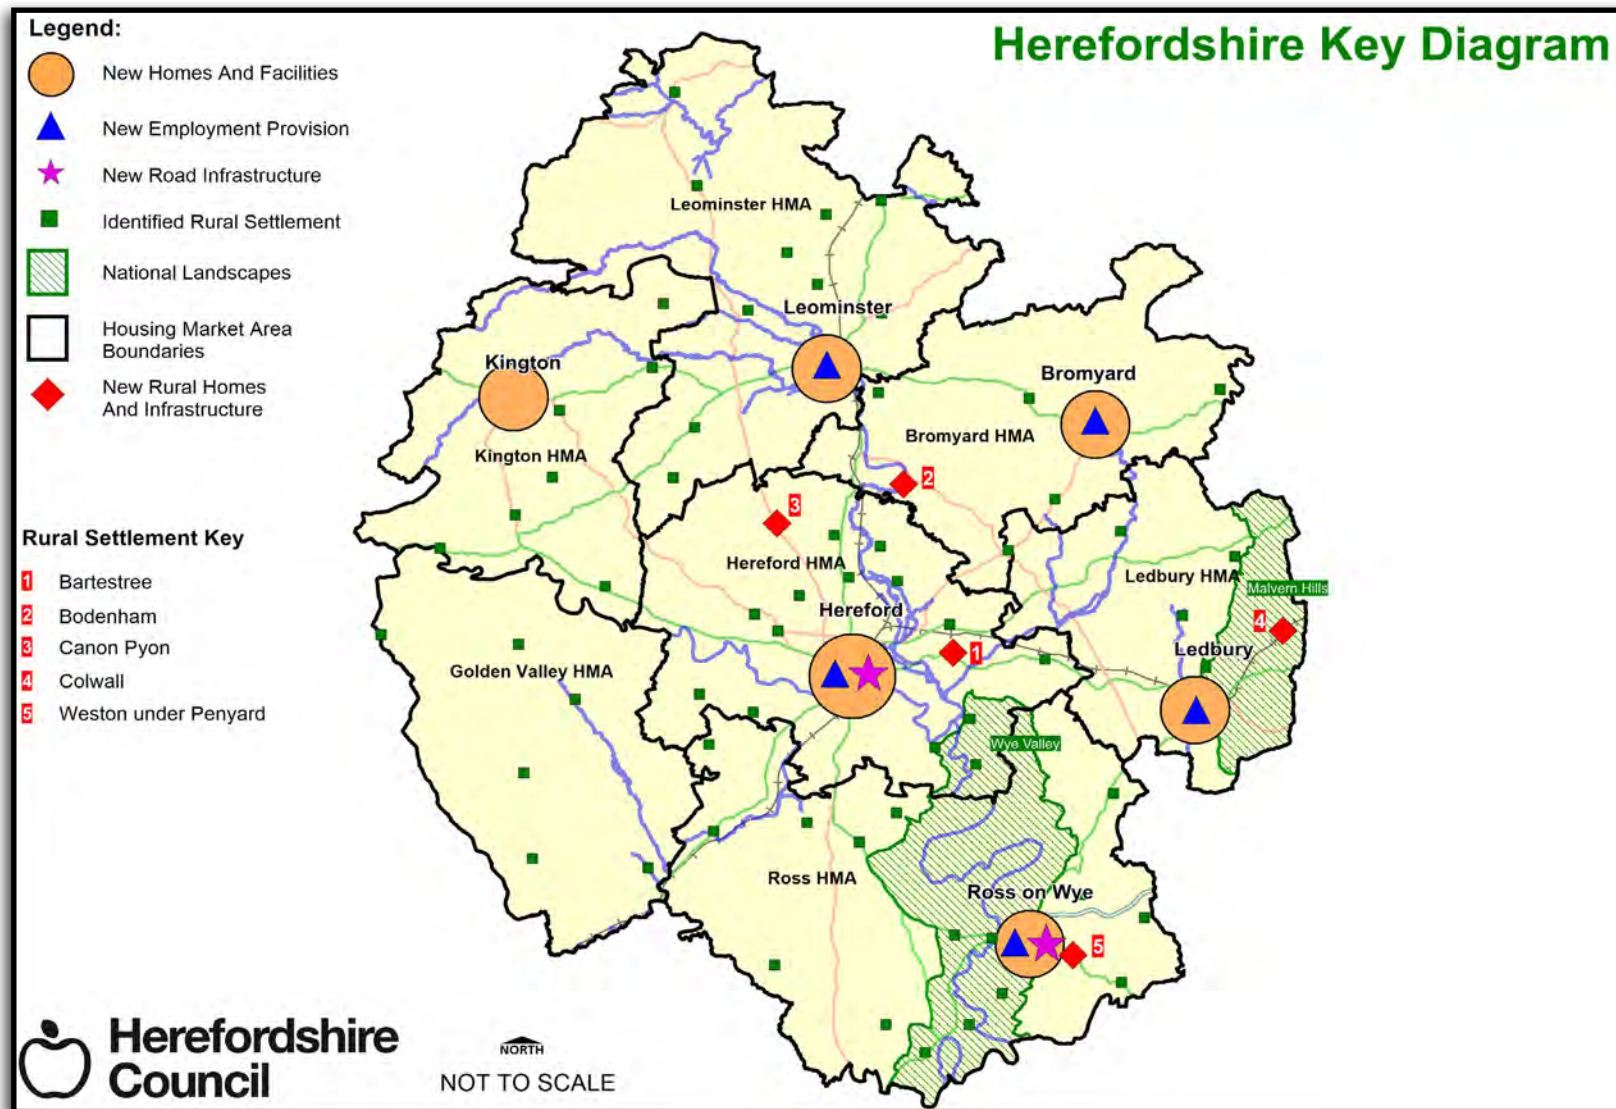 Legend:
New Homes And Facilities
New Employment Provision
New Road Infrastructure
Identified Rural Settlement
National Landscapes
Housing Market Area
Boundaries
New Rural Homes
And Infrastructure
Rural Settlement Key
1 Bartestree
2 Bodenham
3 Canon Pyon
4 Colwall
5 Weston under Penyard
Herefordshire Key Diagram
Leominster HMA
Leominster
Kington
Bromyard
Bromyard HMA
Kington HMA
2
3
Hereford HMA
Ledbury HMA
Malvern Hills
Hereford
4
Ledbury
1
Golden Valley HMA
Wye Valley
Ross HMA
Ross on Wye
5
Herefordshire
Council
NORTH
NOT TO SCALE